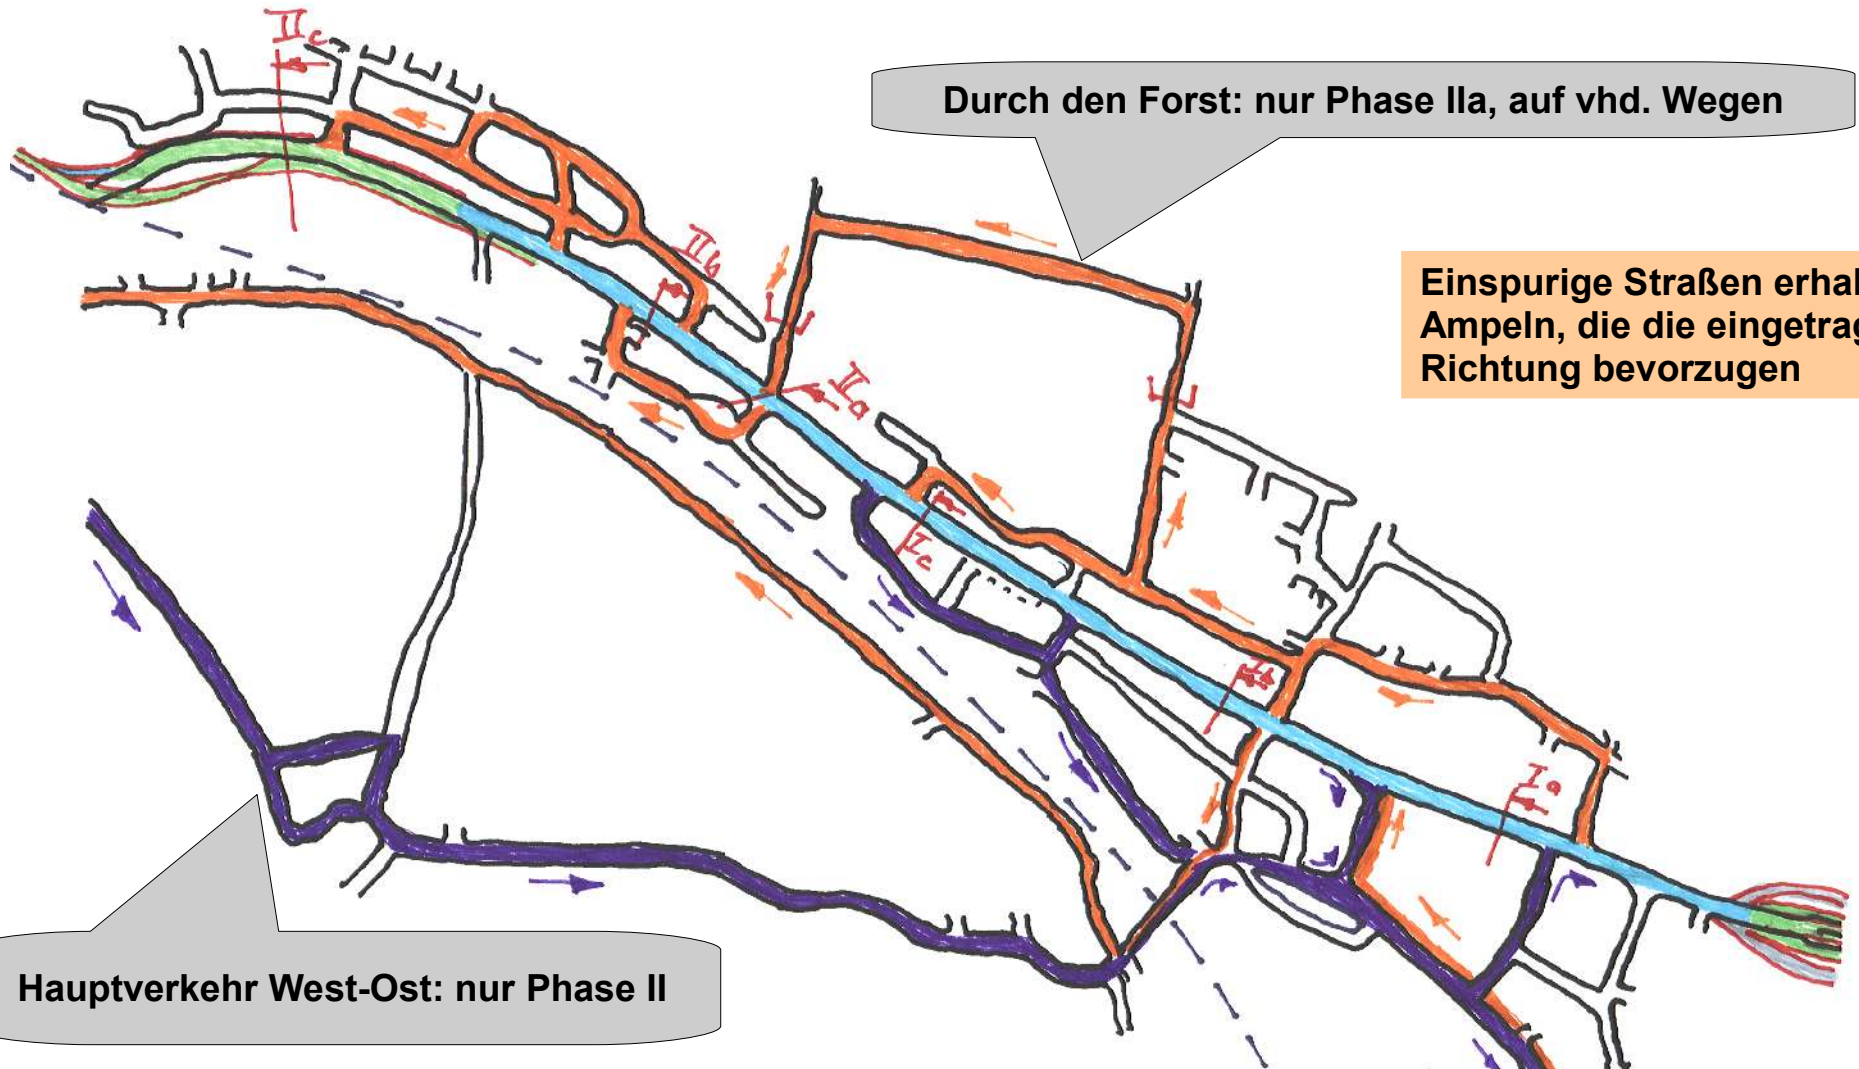 IIc
Durch den Forst: nur Phase IIa, auf vhd. Wegen
IIb
Einspurige Straßen erhal
Ampeln, die die eingetrag
Richtung bevorzugen
IIa
Ic
Ib
Ia
Hauptverkehr West-Ost: nur Phase II